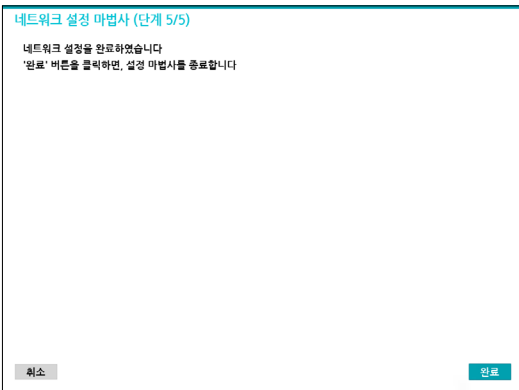 네트워크 설정 마법사 (단계 5/5)
네트워크 설정을 완료하였습니다
'완료' 버튼을 클릭하면, 설정 마법사를 종료합니다
취소
완료